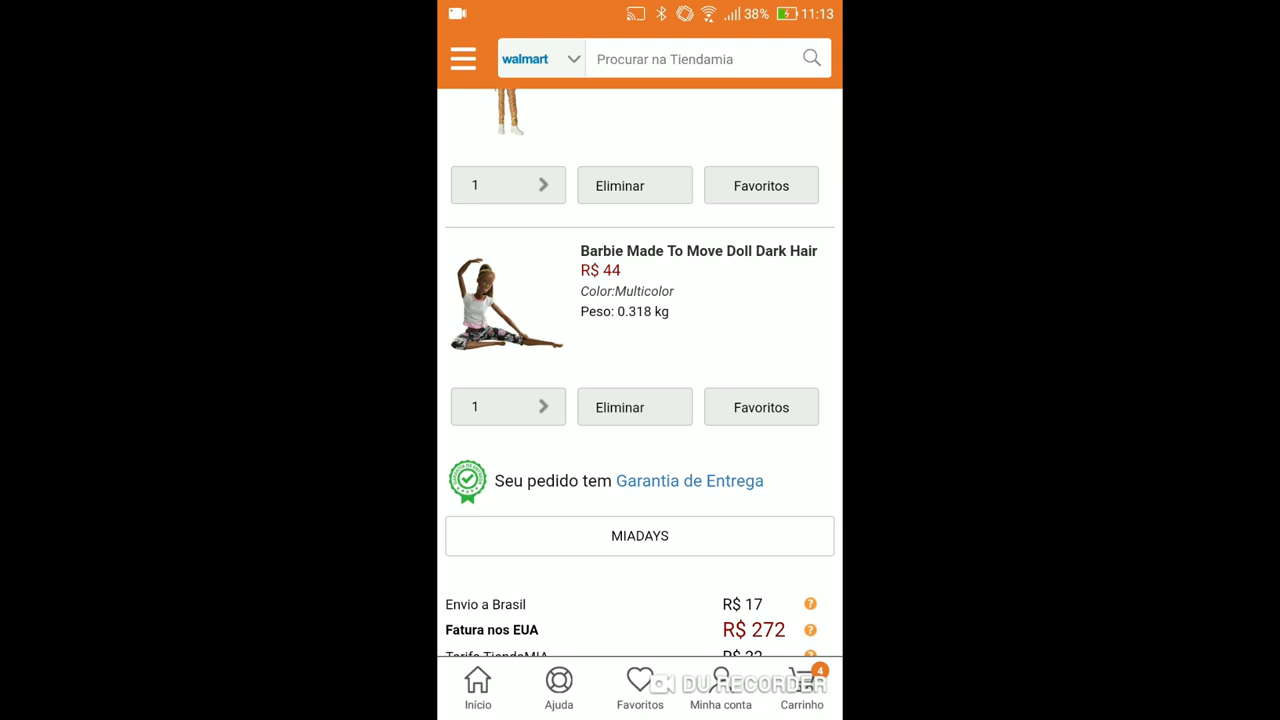 38% 11:13
walmart Procurar na Tiendamia
1 Eliminar Favoritos
Barbie Made To Move Doll Dark Hair
R$ 44
Color:Multicolor
Peso: 0.318 kg
1 Eliminar Favoritos
Seu pedido tem Garantia de Entrega
MIADAYS
Envio a Brasil R$ 17 ?
Fatura nos EUA R$ 272 ?
Tarifa TiendaMIA R$ 22 ?
4
DU RECORDER
Início Ajuda Favoritos Minha conta Carrinho